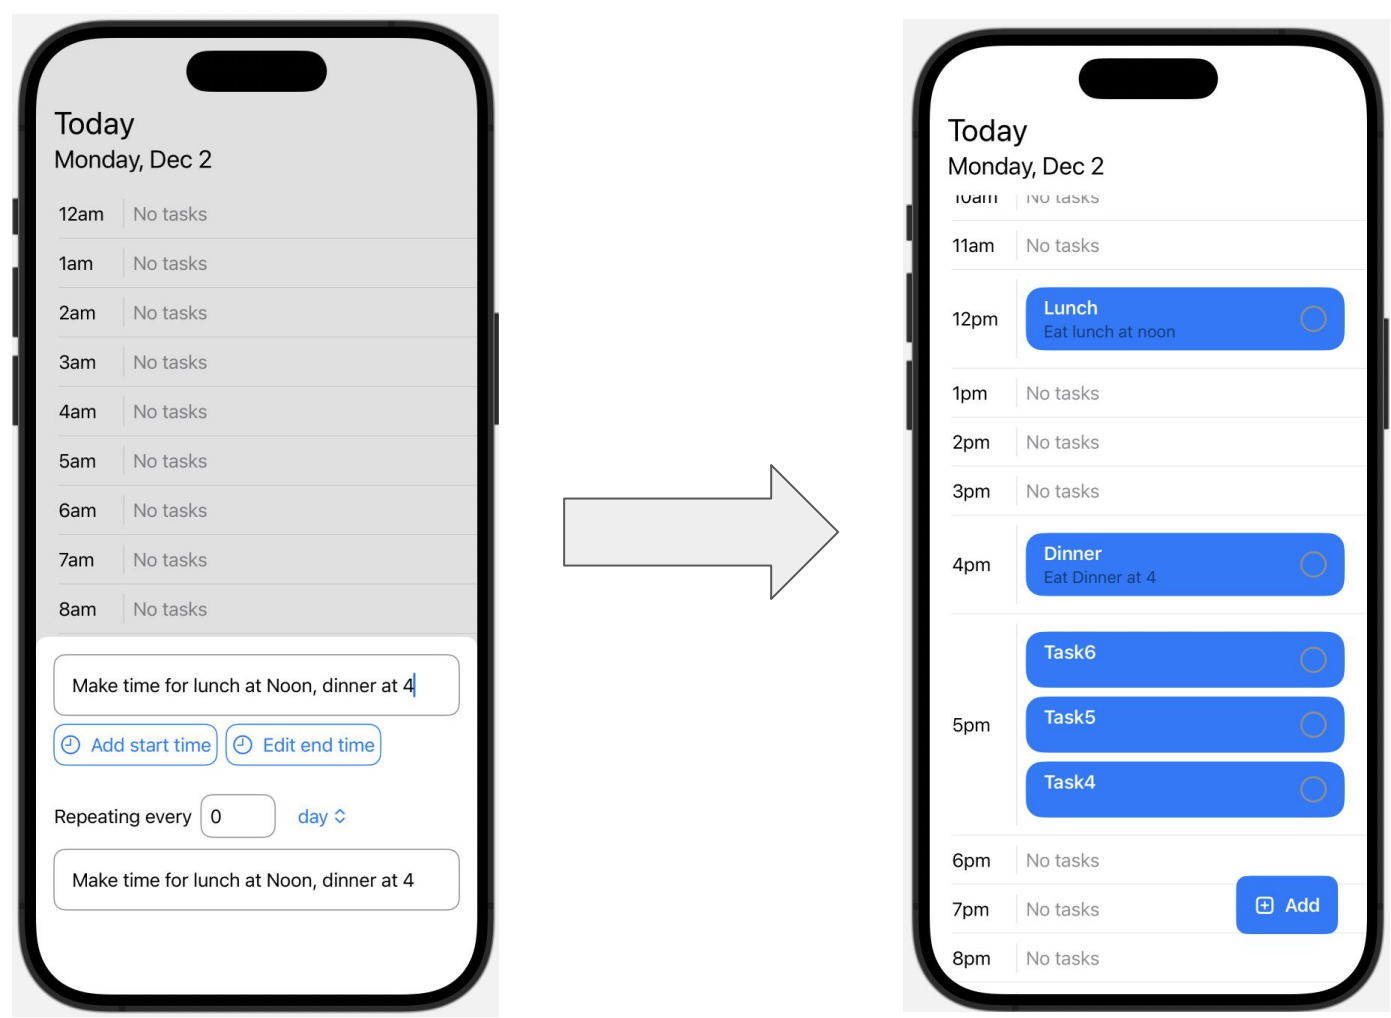 Today
Monday, Dec 2
12am No tasks
1am No tasks
2am No tasks
3am No tasks
4am No tasks
5am No tasks
6am No tasks
7am No tasks
8am No tasks
Make time for lunch at Noon, dinner at 4
Add start time Edit end time
Repeating every 0 day
Make time for lunch at Noon, dinner at 4
Today
Monday, Dec 2
10am No tasks
11am No tasks
12pm
Lunch
Eat lunch at noon
1pm No tasks
2pm No tasks
3pm No tasks
4pm
Dinner
Eat Dinner at 4
5pm
Task6
Task5
Task4
6pm No tasks
7pm No tasks
Add
8pm No tasks